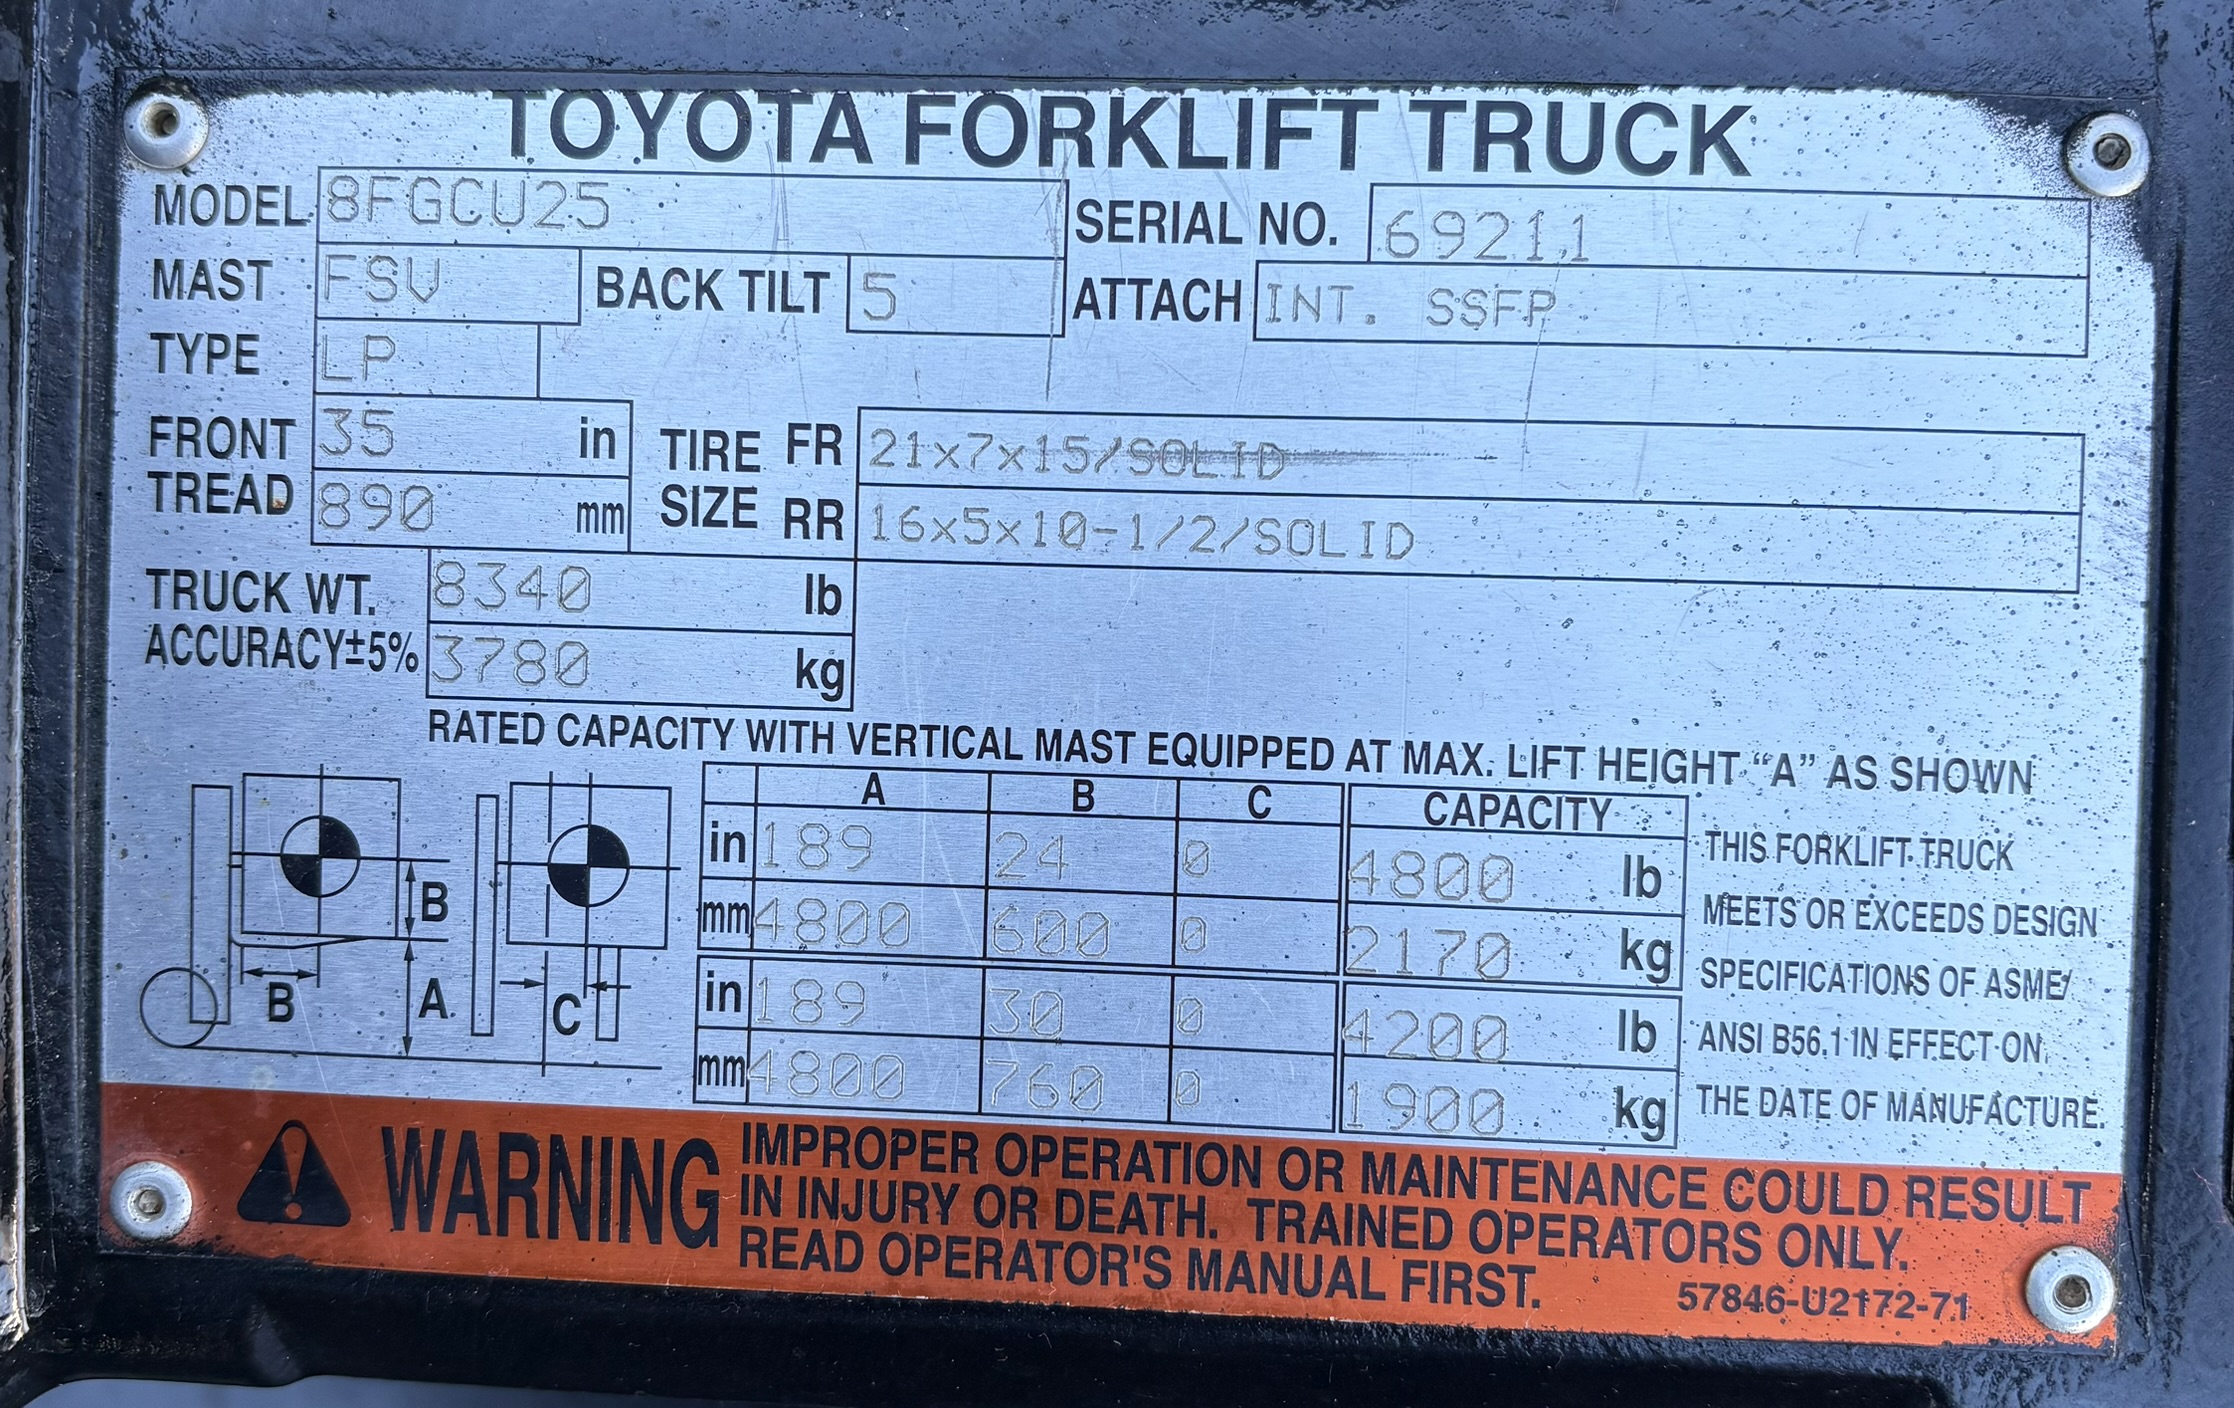 TOYOTA FORKLIFT TRUCK
MODEL 8FGCU25 SERIAL NO. 69211
MAST FSV BACK TILT 5 ATTACH INT. SSFP
TYPE LP
FRONT TREAD 35 in
890 mm
TIRE SIZE FR 21x7x15/SOLID
RR 16x5x10-1/2/SOLID
TRUCK WT. 8340 lb
ACCURACY±5% 3780 kg
RATED CAPACITY WITH VERTICAL MAST EQUIPPED AT MAX. LIFT HEIGHT "A" AS SHOWN
A B C CAPACITY
in 189 24 0 4800 lb
mm 4800 600 0 2170 kg
in 189 30 0 4200 lb
mm 4800 760 0 1900 kg
B
B
A
C
THIS FORKLIFT TRUCK
MEETS OR EXCEEDS DESIGN
SPECIFICATIONS OF ASME/
ANSI B56.1 IN EFFECT ON
THE DATE OF MANUFACTURE.
WARNING
IMPROPER OPERATION OR MAINTENANCE COULD RESULT
IN INJURY OR DEATH. TRAINED OPERATORS ONLY.
READ OPERATOR'S MANUAL FIRST.
57846-U2172-71